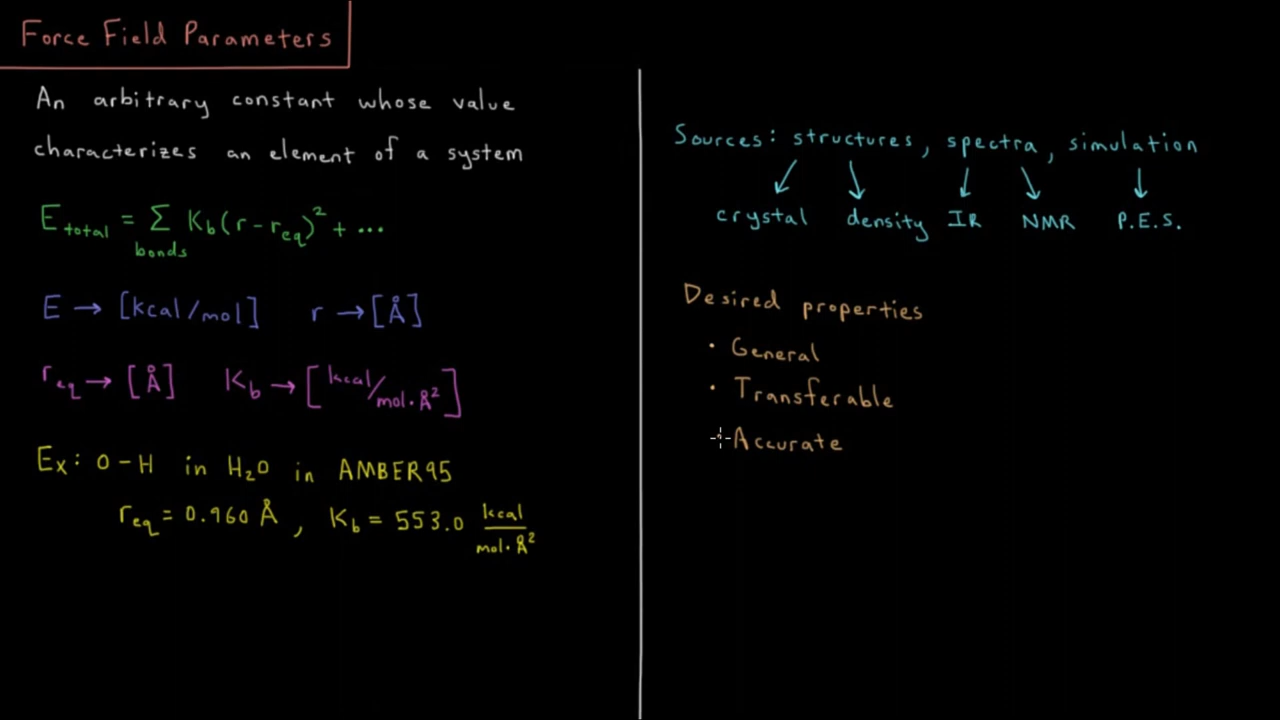 Force Field Parameters
An arbitrary constant whose value
characterizes an element of a system
E_total = Σ_bonds K_b(r - r_eq)² + ...
E → [kcal/mol] r → [Å]
r_eq → [Å] K_b → [kcal/mol·Å²]
Ex: O-H in H₂O in AMBER95
r_eq = 0.960 Å, K_b = 553.0 kcal/mol·Å²
Sources: structures, spectra, simulation
crystal density IR NMR P.E.S.
Desired properties
· General
· Transferable
· Accurate